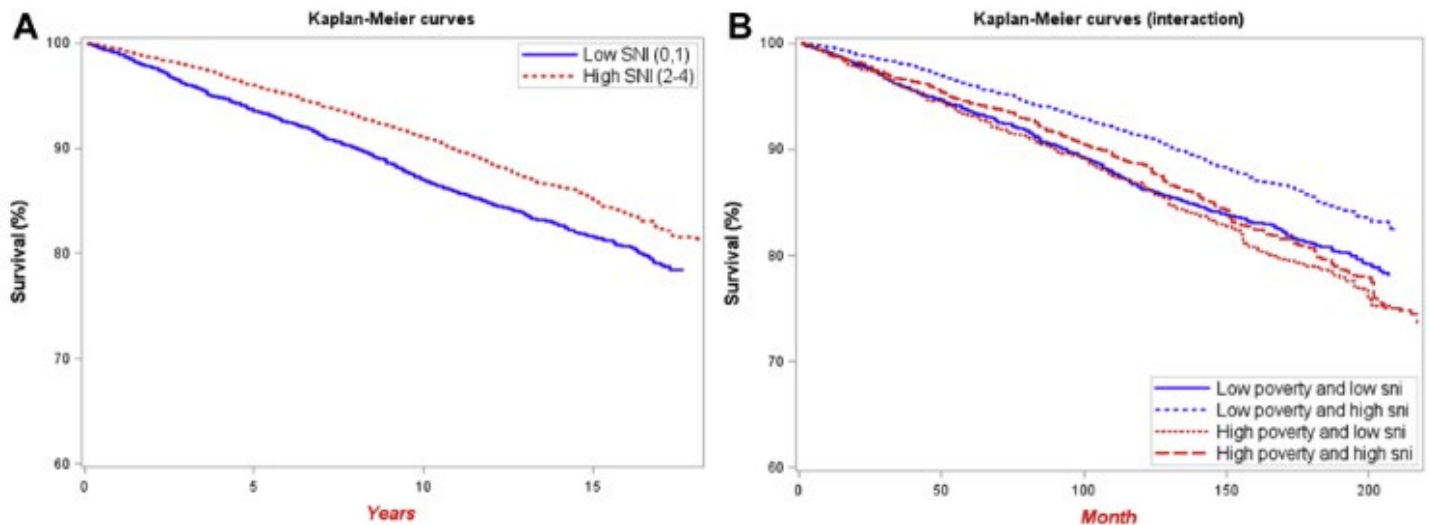 A
Kaplan-Meier curves
Low SNI (0,1)
High SNI (2-4)
Survival (%)
100
90
80
70
60
0
5
10
15
Years
B
Kaplan-Meier curves (interaction)
Survival (%)
100
90
80
70
60
Low poverty and low sni
Low poverty and high sni
High poverty and low sni
High poverty and high sni
0
50
100
150
200
Month